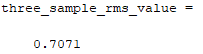 three_sample_rms_value =
0.7071